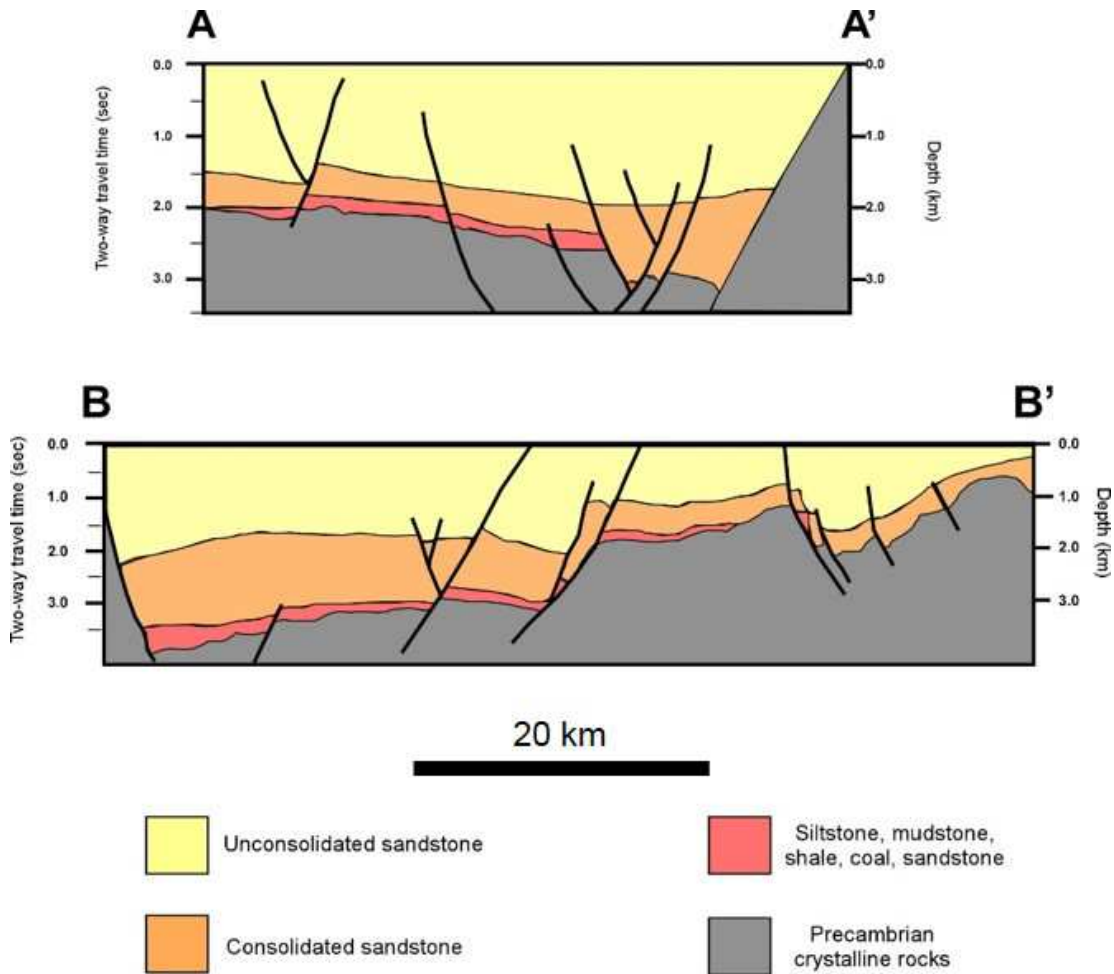 A A’
Two-way travel time (sec)
0.0
1.0
2.0
3.0
0.0
1.0
2.0
3.0
Depth (km)
B B’
Two-way travel time (sec)
0.0
1.0
2.0
3.0
0.0
1.0
2.0
3.0
Depth (km)
20 km
Unconsolidated sandstone
Siltstone, mudstone,
shale, coal, sandstone
Consolidated sandstone
Precambrian
crystalline rocks